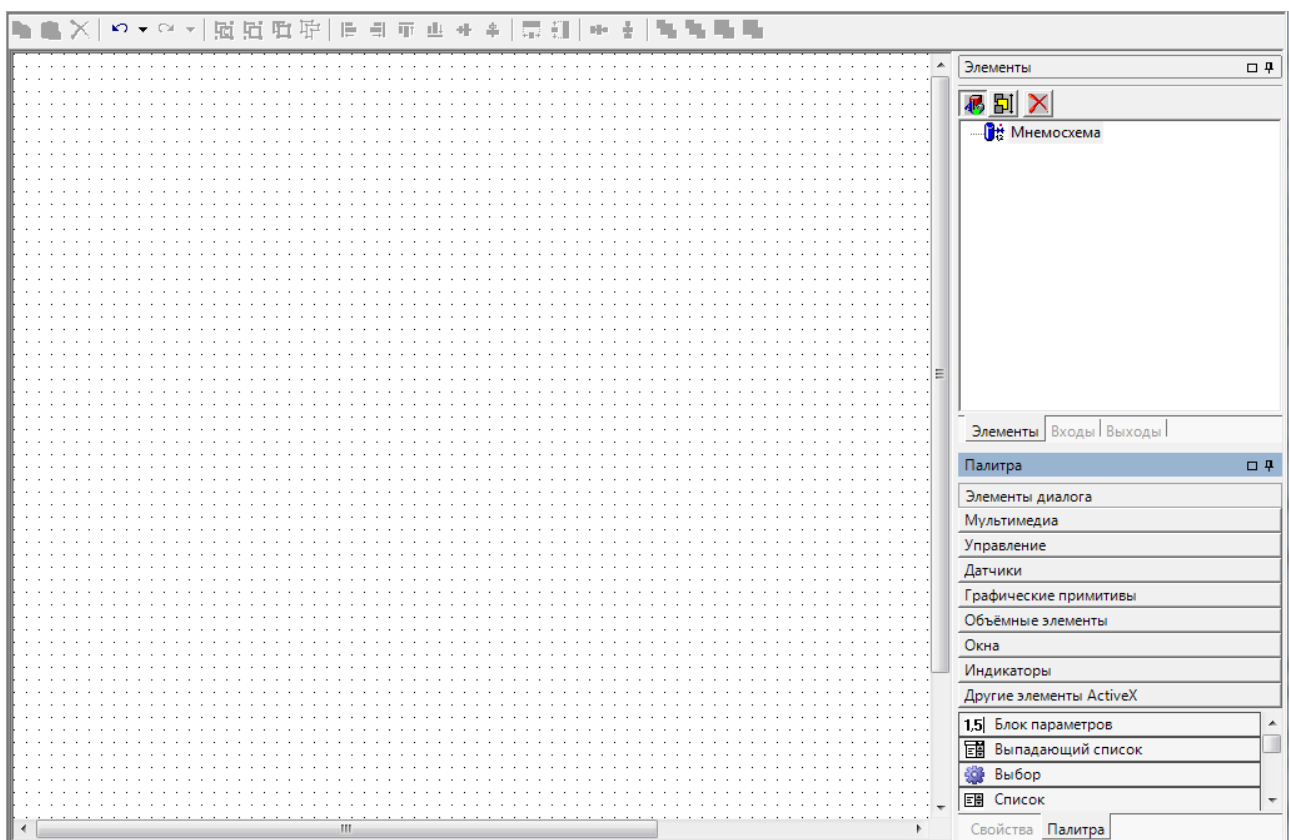 Элементы
Мнемосхема
Элементы Входы Выходы
Палитра
Элементы диалога
Мультимедиа
Управление
Датчики
Графические примитивы
Объёмные элементы
Окна
Индикаторы
Другие элементы ActiveX
1,5 Блок параметров
Выпадающий список
Выбор
Список
Свойства Палитра